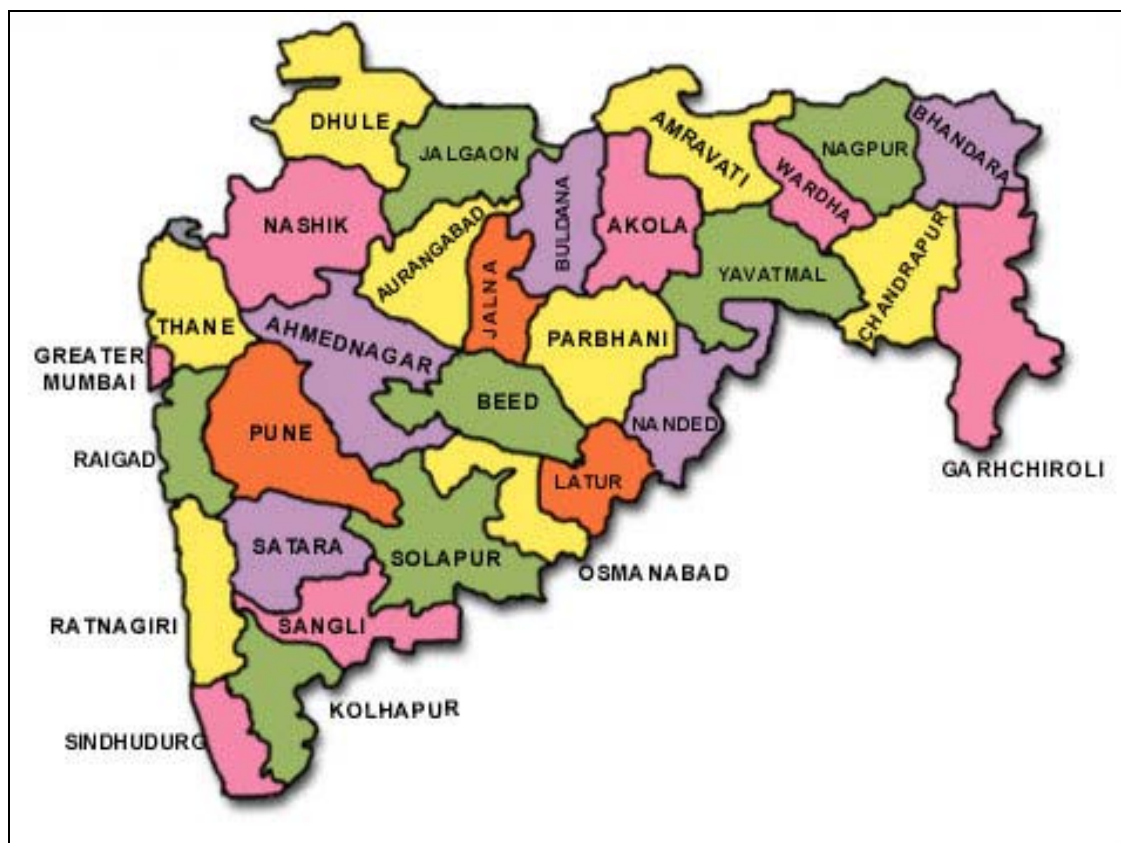 DHULE
JALGAON
NASHIK
AURANGABAD
JALNA
BULDANA
AKOLA
AMRAVATI
WARDHA
NAGPUR
BHANDARA
THANE
AHMEDNAGAR
PARBHANI
YAVATMAL
CHANDRAPUR
GREATER
MUMBAI
PUNE
BEED
NANDED
RAIGAD
LATUR
GARHCHIROLI
SATARA
SOLAPUR
OSMANABAD
RATNAGIRI
SANGLI
KOLHAPUR
SINDHUDURG